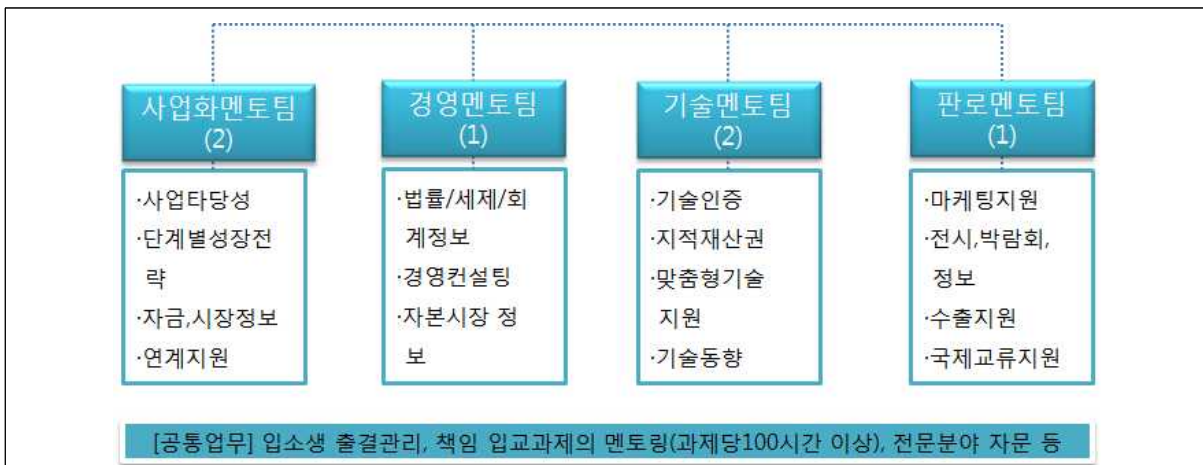 사업화멘토팀
(2)
·사업타당성
·단계별성장전
략
·자금,시장정보
·연계지원
경영멘토팀
(1)
·법률/세제/회
계정보
·경영컨설팅
·자본시장 정
보
기술멘토팀
(2)
·기술인증
·지적재산권
·맞춤형기술
지원
·기술동향
판로멘토팀
(1)
·마케팅지원
·전시,박람회,
정보
·수출지원
·국제교류지원
[공통업무] 입소생 출결관리, 책임 입교과제의 멘토링(과제당100시간 이상), 전문분야 자문 등